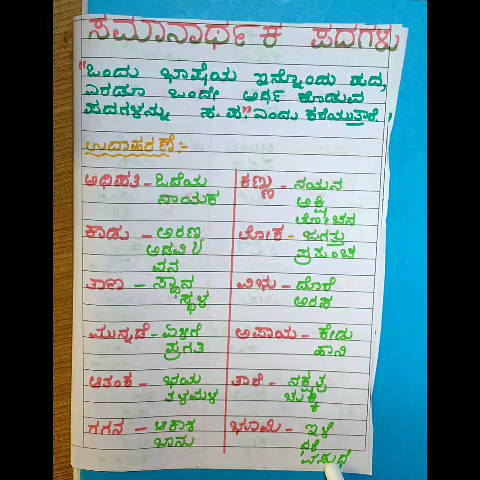 ಸಮಾನಾರ್ಥಕ ಪದಗಳು
"ಒಂದು ಭಾಷೆಯ ಇನ್ನೊಂದು ಪದ,
ಎರಡೂ ಒಂದೇ ಅರ್ಥ ಕೊಡುವ
ಪದಗಳನ್ನು ಸ.ಪ" ಎಂದು ಕರೆಯುತ್ತಾರೆ.
ಉದಾಹರಣೆ:-
ಅಧಿಪತಿ - ಒಡೆಯ
ನಾಯಕ
ಕಾಡು - ಅರಣ್ಯ
ಅಡವಿ
ವನ
ತಾಣ - ಸ್ಥಾನ
ಸ್ಥಳ
ಮುನ್ನಡೆ - ಏಳಿಗೆ
ಪ್ರಗತಿ
ಆತಂಕ - ಭಯ
ತಳಮಳ
ಗಗನ - ಆಕಾಶ
ಬಾನು
ಕಣ್ಣು - ನಯನ
ಅಕ್ಷಿ
ಲೋಚನ
ಲೋಕ - ಜಗತ್ತು
ಪ್ರಪಂಚ
ವಿಭು - ದೊರೆ
ಅರಸ
ಅಪಾಯ - ಕೇಡು
ಹಾನಿ
ತಾರೆ - ನಕ್ಷತ್ರ
ಚುಕ್ಕಿ
ಭೂಮಿ - ಇಳೆ
ಧರೆ
ವಸುಧೆ